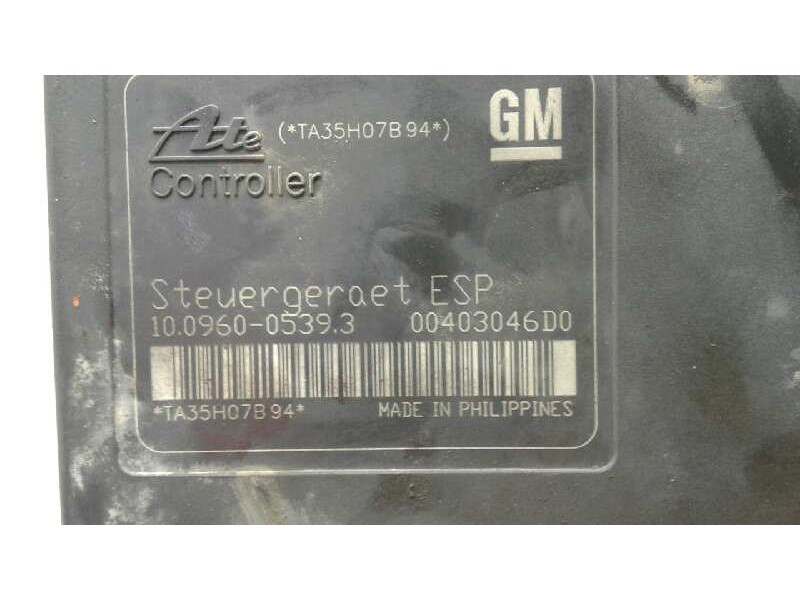 Ate (*TA35H07B94*) GM
Controller
Steuergeraet ESP
10.0960-0539.3 00403046D0
*TA35H07B94* MADE IN PHILIPPINES